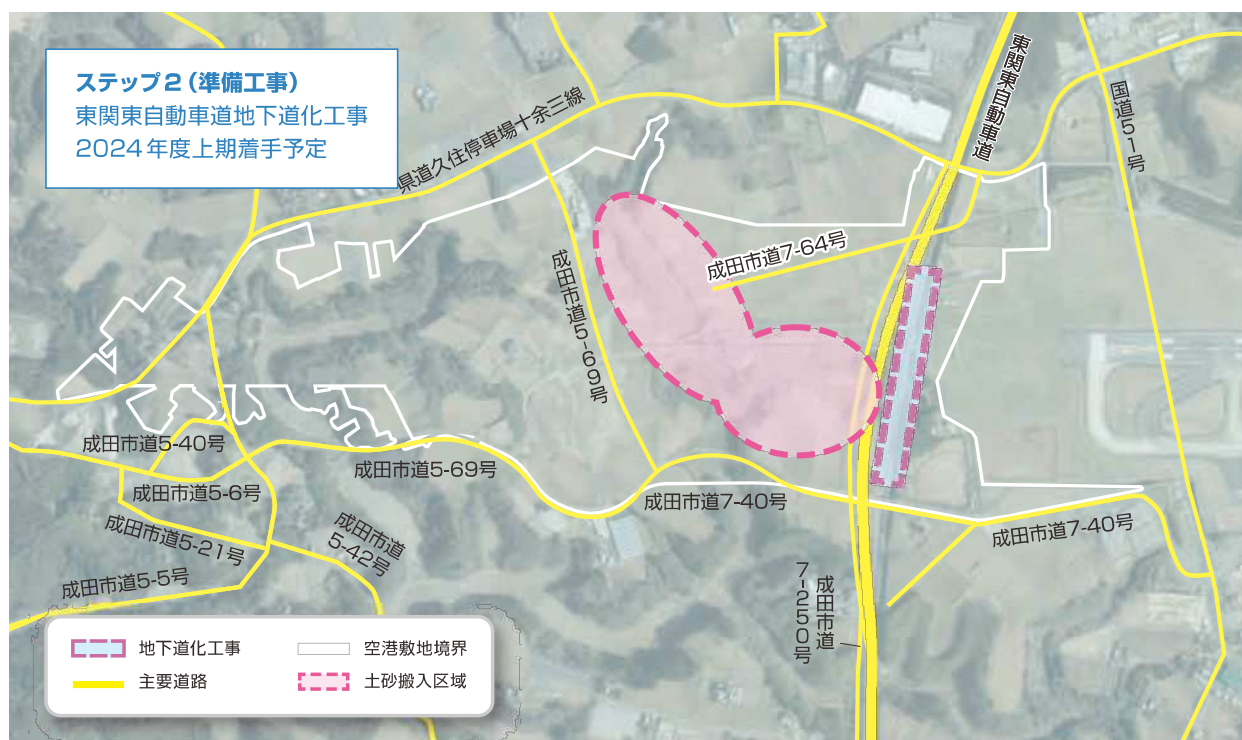 ステップ2（準備工事）
東関東自動車道地下道化工事
2024年度上期着手予定
県道久住停車場十余三線
東関東自動車道
国道51号
成田市道7-64号
成田市道5-69号
成田市道5-40号
成田市道5-69号
成田市道5-6号
成田市道7-40号
成田市道5-21号
成田市道
5-42号
成田市道7-40号
成田市道5-5号
成田市道
7-250号
地下道化工事
空港敷地境界
主要道路
土砂搬入区域